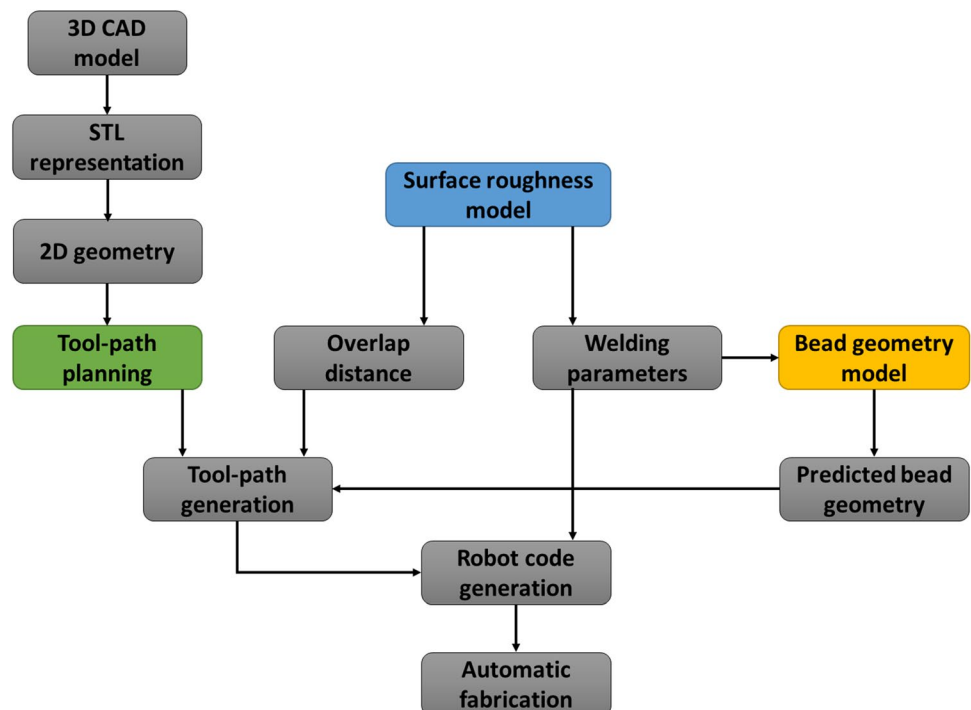 3D CAD
model
STL
representation
Surface roughness
model
2D geometry
Tool-path
planning
Overlap
distance
Welding
parameters
Bead geometry
model
Tool-path
generation
Predicted bead
geometry
Robot code
generation
Automatic
fabrication